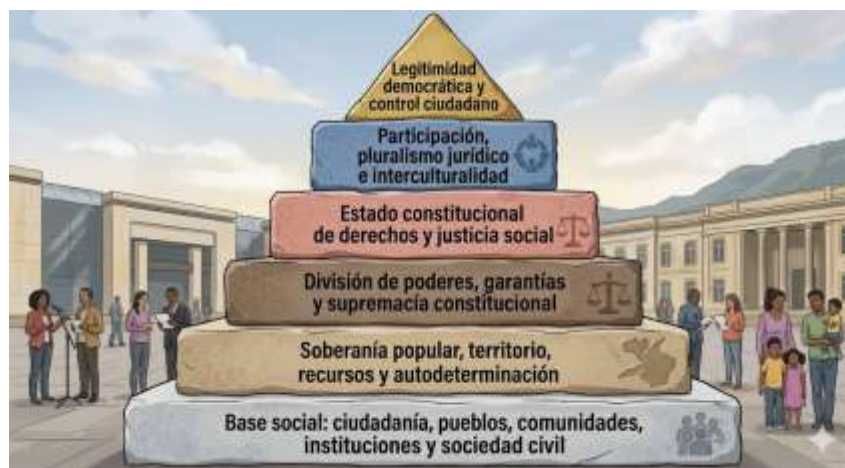 Legitimidad
democrática y
control ciudadano
Participación,
pluralismo jurídico
e interculturalidad
Estado constitucional
de derechos y justicia social
División de poderes, garantías
y supremacía constitucional
Soberanía popular, territorio,
recursos y autodeterminación
Base social: ciudadanía, pueblos, comunidades,
instituciones y sociedad civil